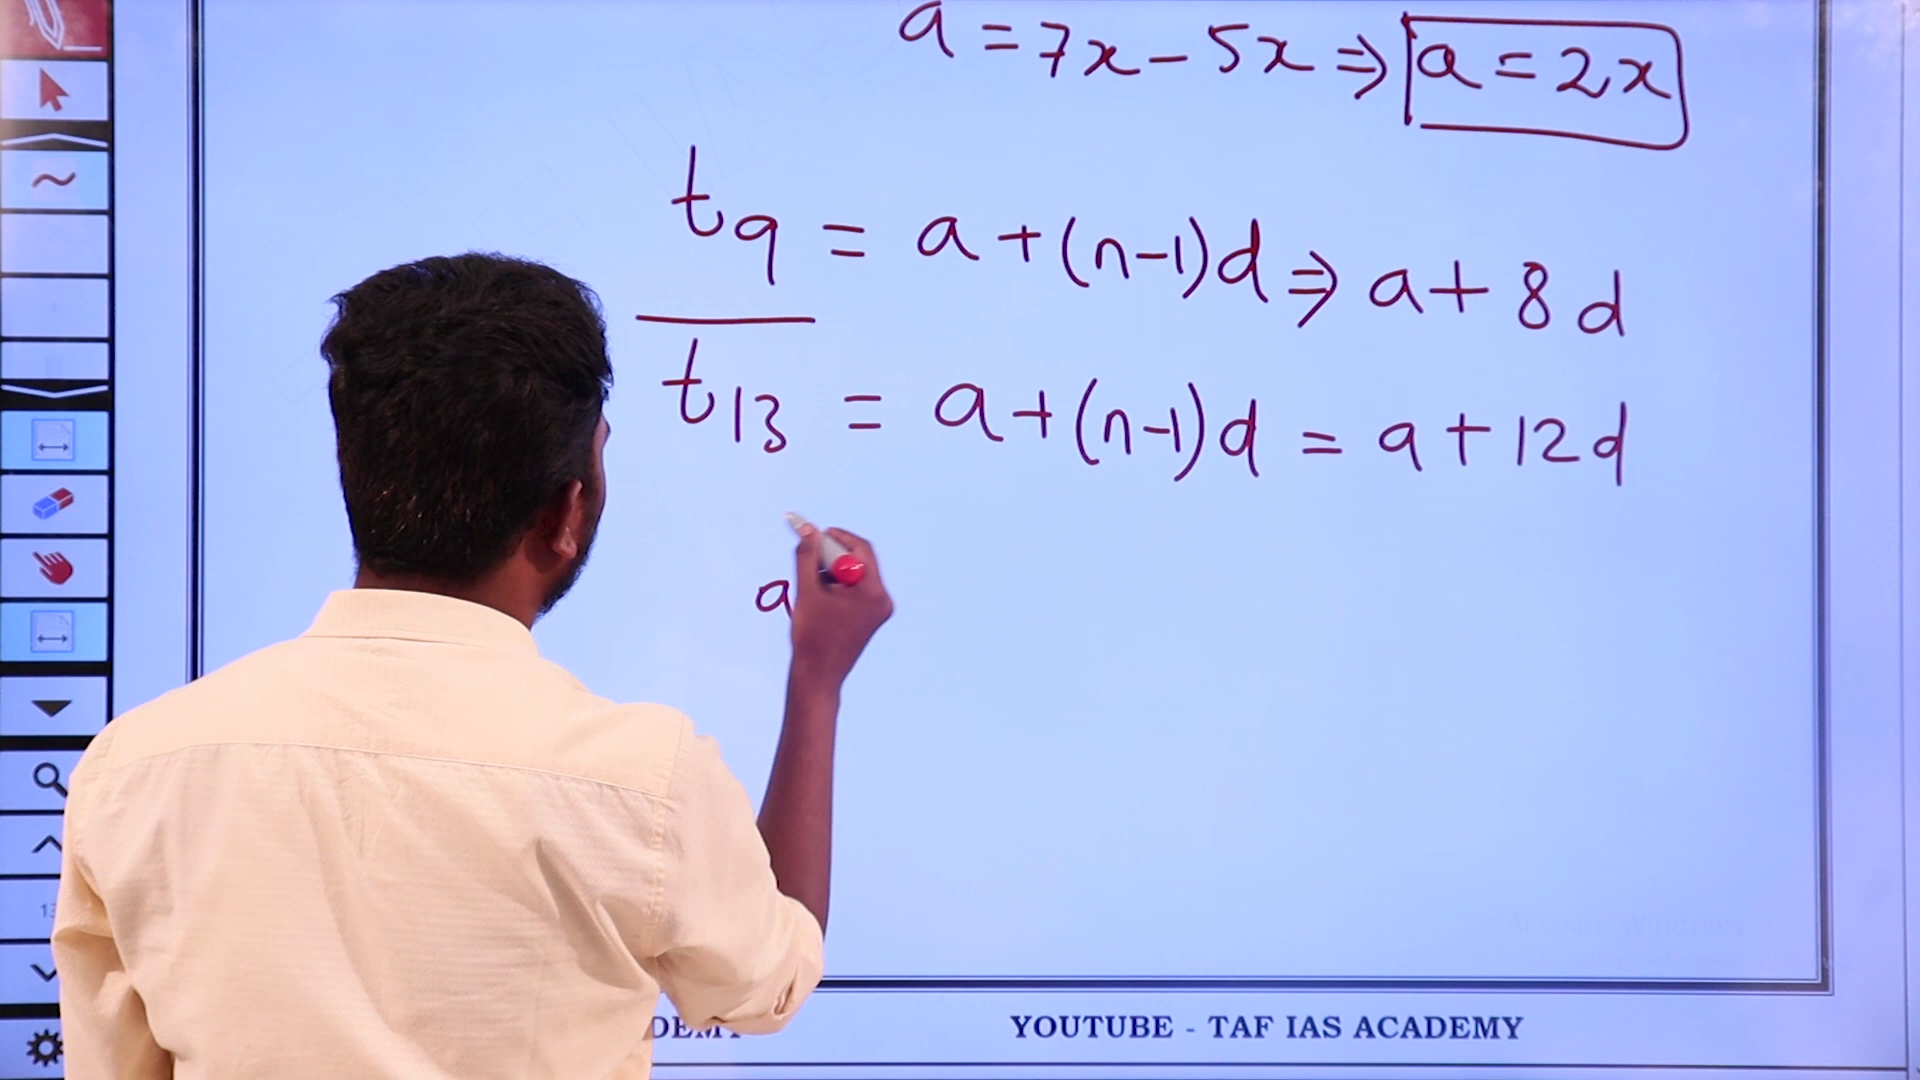 a = 7x - 5x ⇒ a = 2x
t9 = a + (n-1)d ⇒ a + 8d
t13 = a + (n-1)d = a + 12d
a
YOUTUBE - TAF IAS ACADEMY